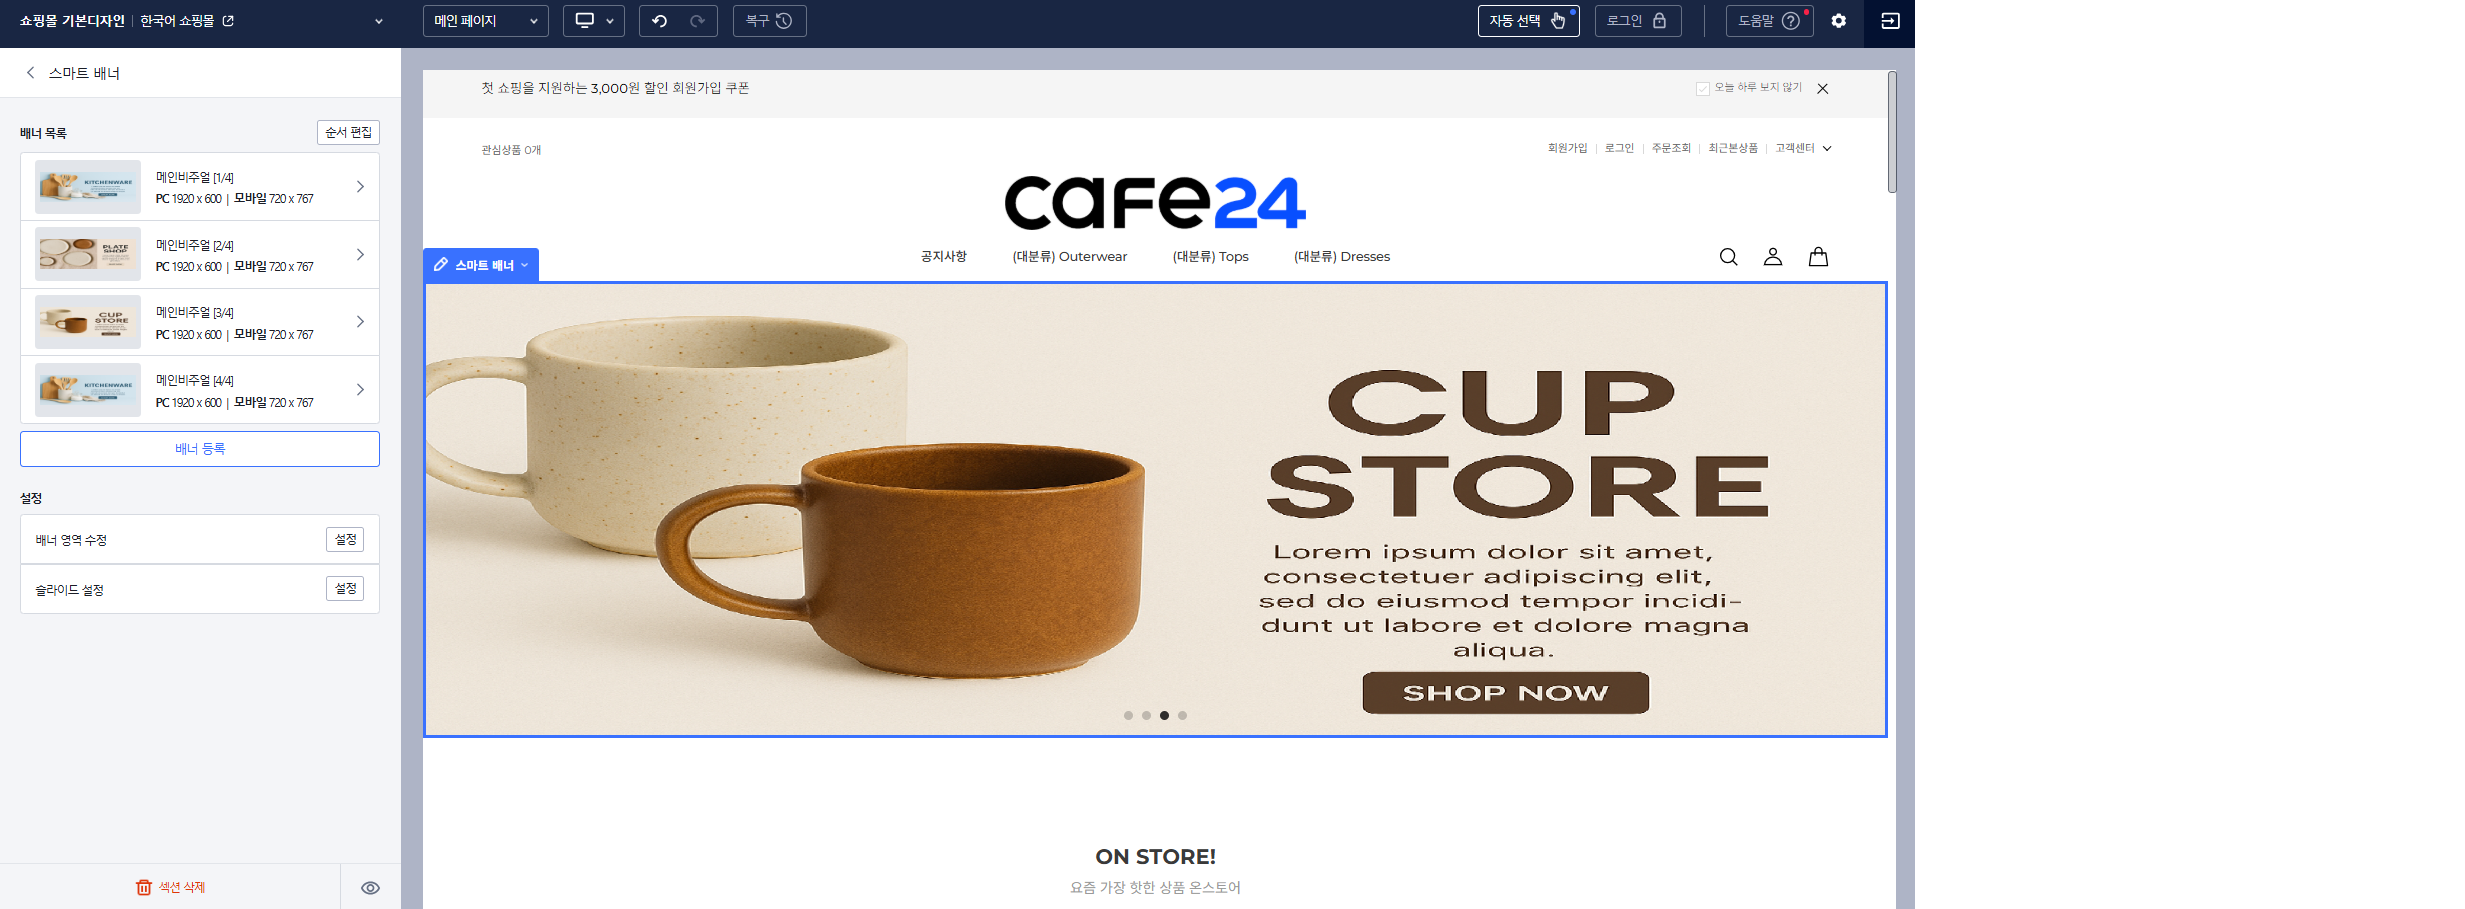 쇼핑몰 기본디자인 | 한국어 쇼핑몰
메인 페이지
복구
자동 선택
로그인
도움말
스마트 배너
배너 목록
순서 편집
메인비주얼 [1/4]
PC 1920 x 600 | 모바일 720 x 767
메인비주얼 [2/4]
PC 1920 x 600 | 모바일 720 x 767
메인비주얼 [3/4]
PC 1920 x 600 | 모바일 720 x 767
메인비주얼 [4/4]
PC 1920 x 600 | 모바일 720 x 767
배너 등록
설정
배너 영역 수정
설정
슬라이드 설정
설정
섹션 삭제
첫 쇼핑을 지원하는 3,000원 할인 회원가입 쿠폰
오늘 하루 보지 않기
관심상품 0개
회원가입 | 로그인 | 주문조회 | 최근본상품 | 고객센터
cafe24
스마트 배너
공지사항 (대분류) Outerwear (대분류) Tops (대분류) Dresses
CUP
STORE
Lorem ipsum dolor sit amet,
consectetuer adipiscing elit,
sed do eiusmod tempor incidi-
dunt ut labore et dolore magna
aliqua.
SHOP NOW
ON STORE!
요즘 가장 핫한 상품 온스토어
KITCHENWARE
PLATE
SHOP
CUP
STORE
KITCHENWARE